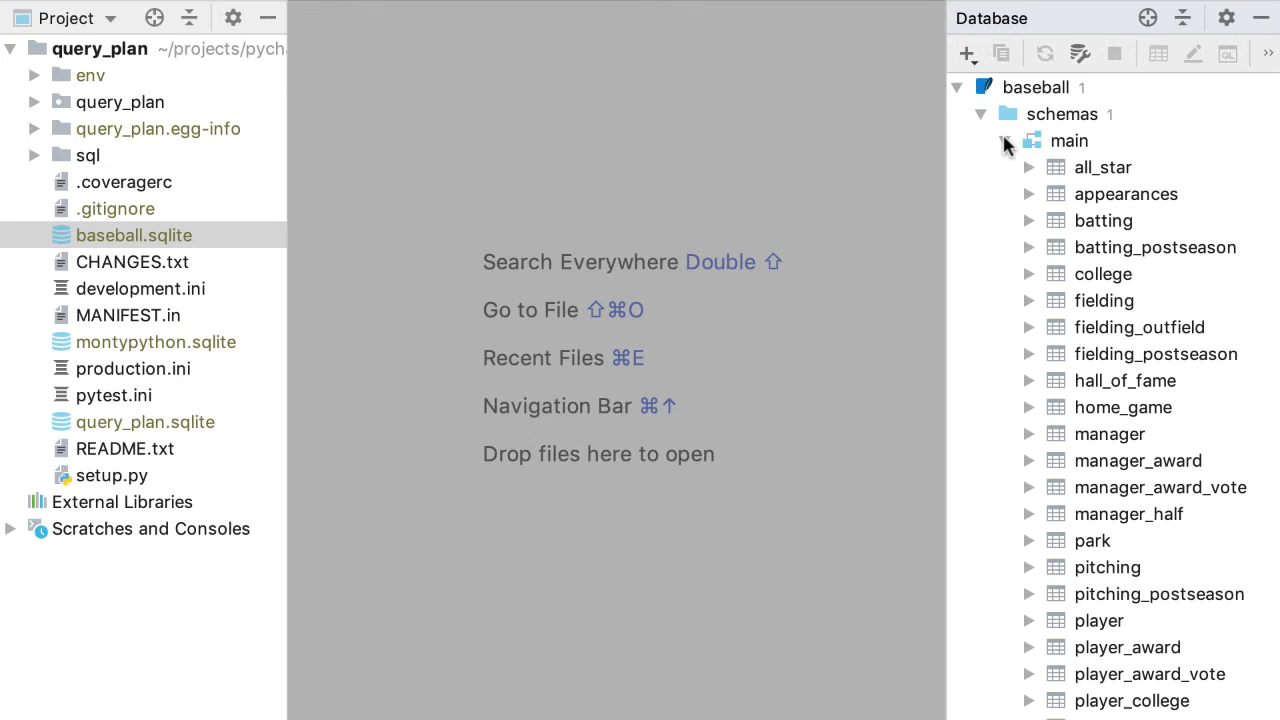 Project
query_plan ~/projects/pycha
env
query_plan
query_plan.egg-info
sql
.coveragerc
.gitignore
baseball.sqlite
CHANGES.txt
development.ini
MANIFEST.in
montypython.sqlite
production.ini
pytest.ini
query_plan.sqlite
README.txt
setup.py
External Libraries
Scratches and Consoles
Search Everywhere Double ⇧
Go to File ⇧⌘O
Recent Files ⌘E
Navigation Bar ⌘↑
Drop files here to open
Database
QL
baseball 1
schemas 1
main
all_star
appearances
batting
batting_postseason
college
fielding
fielding_outfield
fielding_postseason
hall_of_fame
home_game
manager
manager_award
manager_award_vote
manager_half
park
pitching
pitching_postseason
player
player_award
player_award_vote
player_college